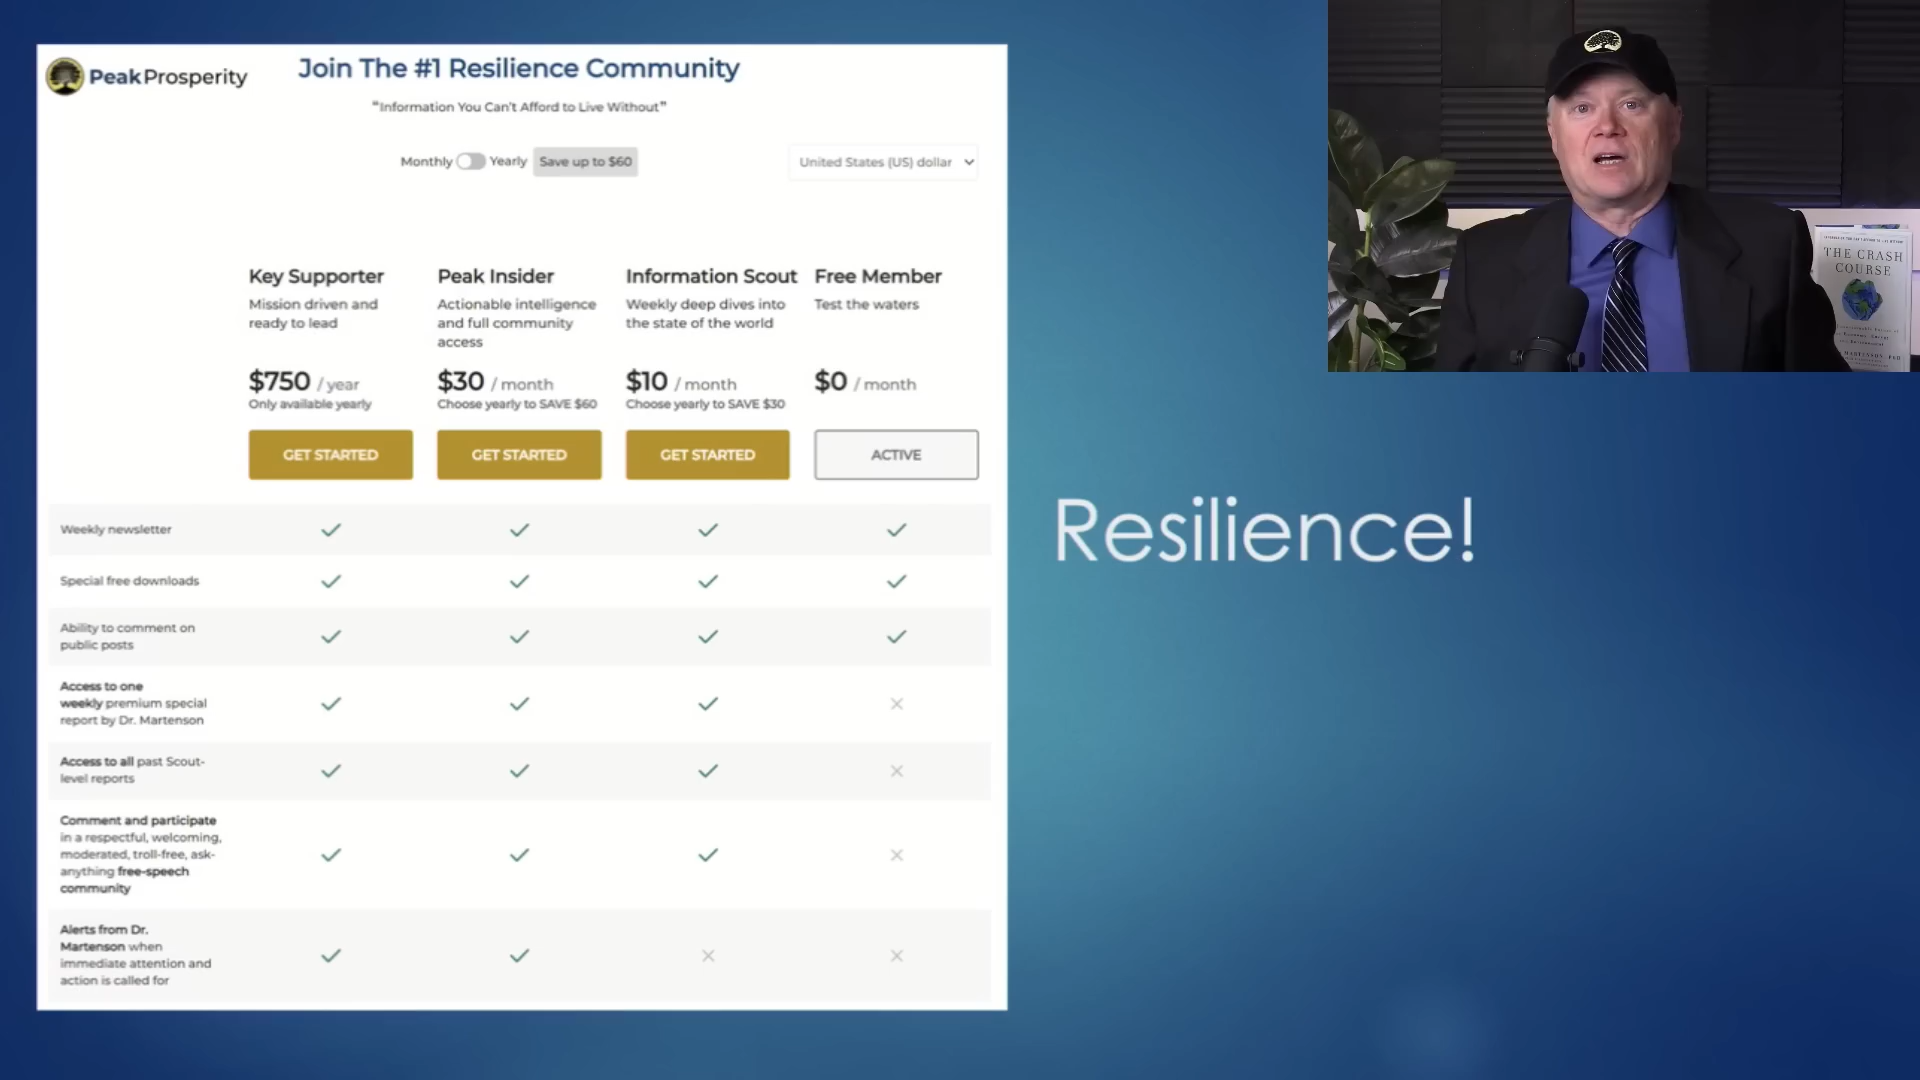 PeakProsperity
Join The #1 Resilience Community
"Information You Can't Afford to Live Without"
Monthly Yearly Save up to $60
United States (US) dollar
Key Supporter
Mission driven and
ready to lead
$750 / year
Only available yearly
GET STARTED
Peak Insider
Actionable intelligence
and full community
access
$30 / month
Choose yearly to SAVE $60
GET STARTED
Information Scout
Weekly deep dives into
the state of the world
$10 / month
Choose yearly to SAVE $30
GET STARTED
Free Member
Test the waters
$0 / month
ACTIVE
Weekly newsletter
Special free downloads
Ability to comment on
public posts
Access to one
weekly premium special
report by Dr. Martenson
Access to all past Scout-
level reports
Comment and participate
in a respectful, welcoming,
moderated, troll-free, ask-
anything free-speech
community
Alerts from Dr.
Martenson when
immediate attention and
action is called for
Resilience!
THE CRASH
COURSE